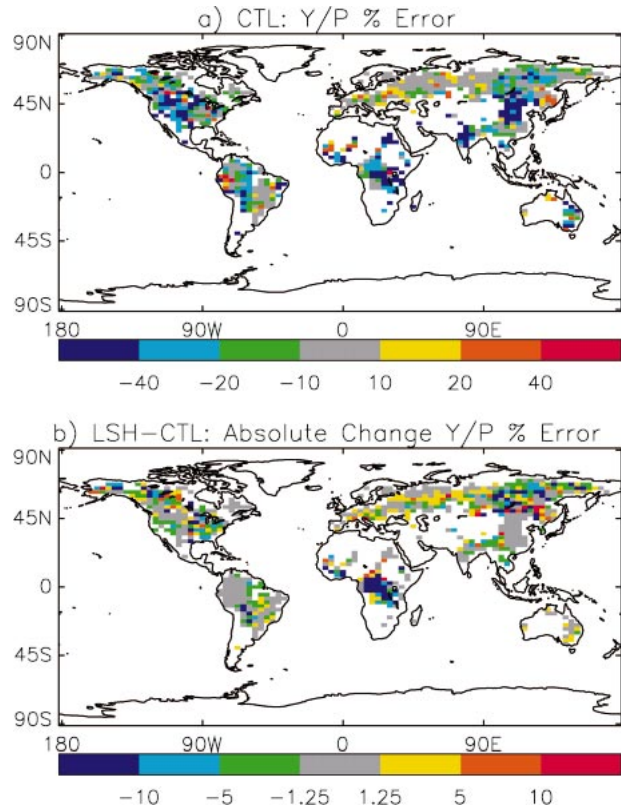 a) CTL: Y/P % Error
90N
45N
0
45S
90S
180 90W 0 90E
−40 −20 −10 10 20 40
b) LSH−CTL: Absolute Change Y/P % Error
90N
45N
0
45S
90S
180 90W 0 90E
−10 −5 −1.25 1.25 5 10